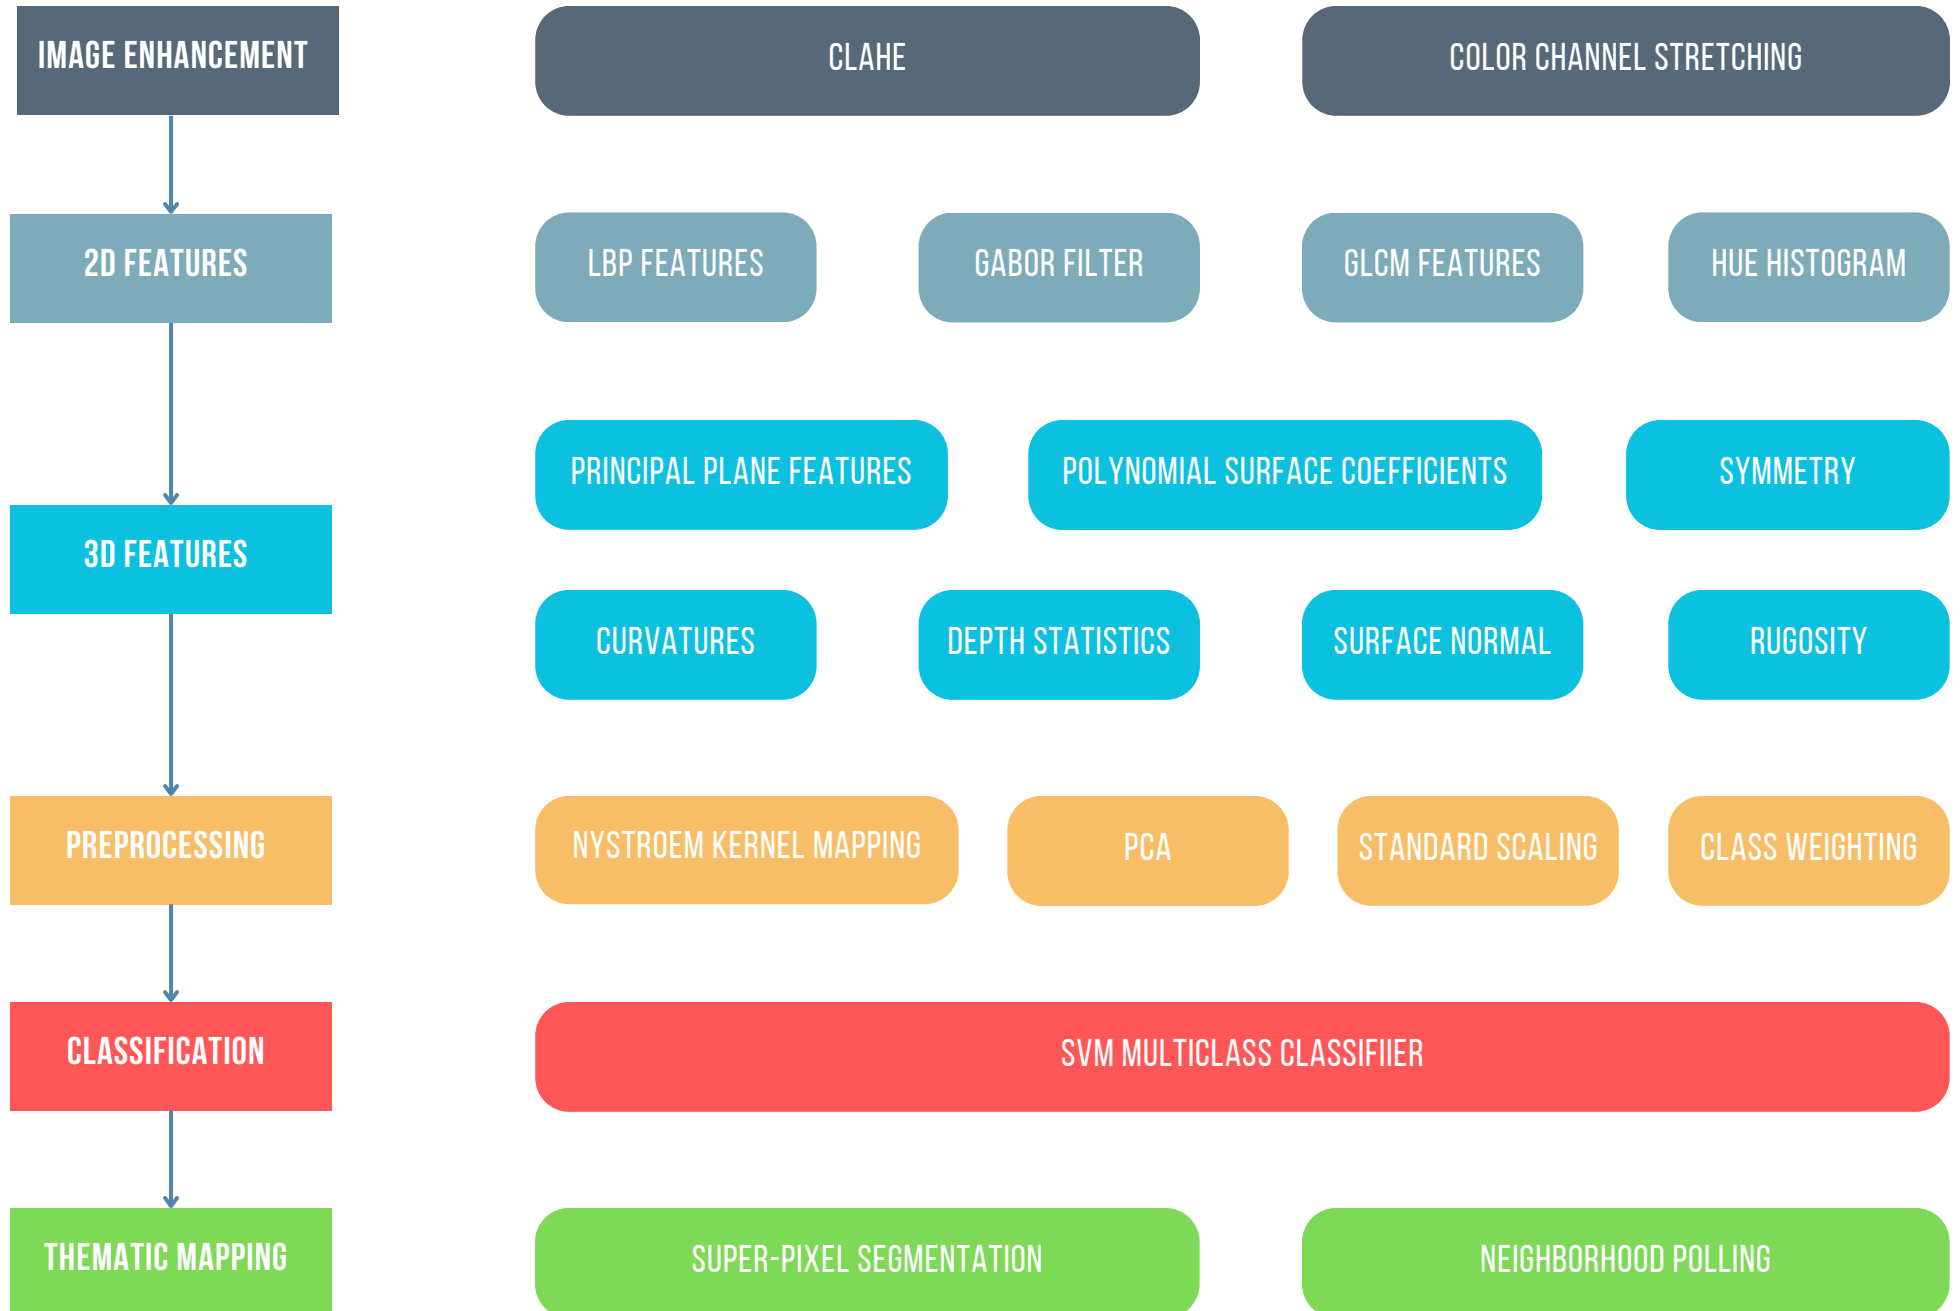 IMAGE ENHANCEMENT
CLAHE
COLOR CHANNEL STRETCHING
2D FEATURES
LBP FEATURES
GABOR FILTER
GLCM FEATURES
HUE HISTOGRAM
3D FEATURES
PRINCIPAL PLANE FEATURES
POLYNOMIAL SURFACE COEFFICIENTS
SYMMETRY
CURVATURES
DEPTH STATISTICS
SURFACE NORMAL
RUGOSITY
PREPROCESSING
NYSTROEM KERNEL MAPPING
PCA
STANDARD SCALING
CLASS WEIGHTING
CLASSIFICATION
SVM MULTICLASS CLASSIFIIER
THEMATIC MAPPING
SUPER-PIXEL SEGMENTATION
NEIGHBORHOOD POLLING